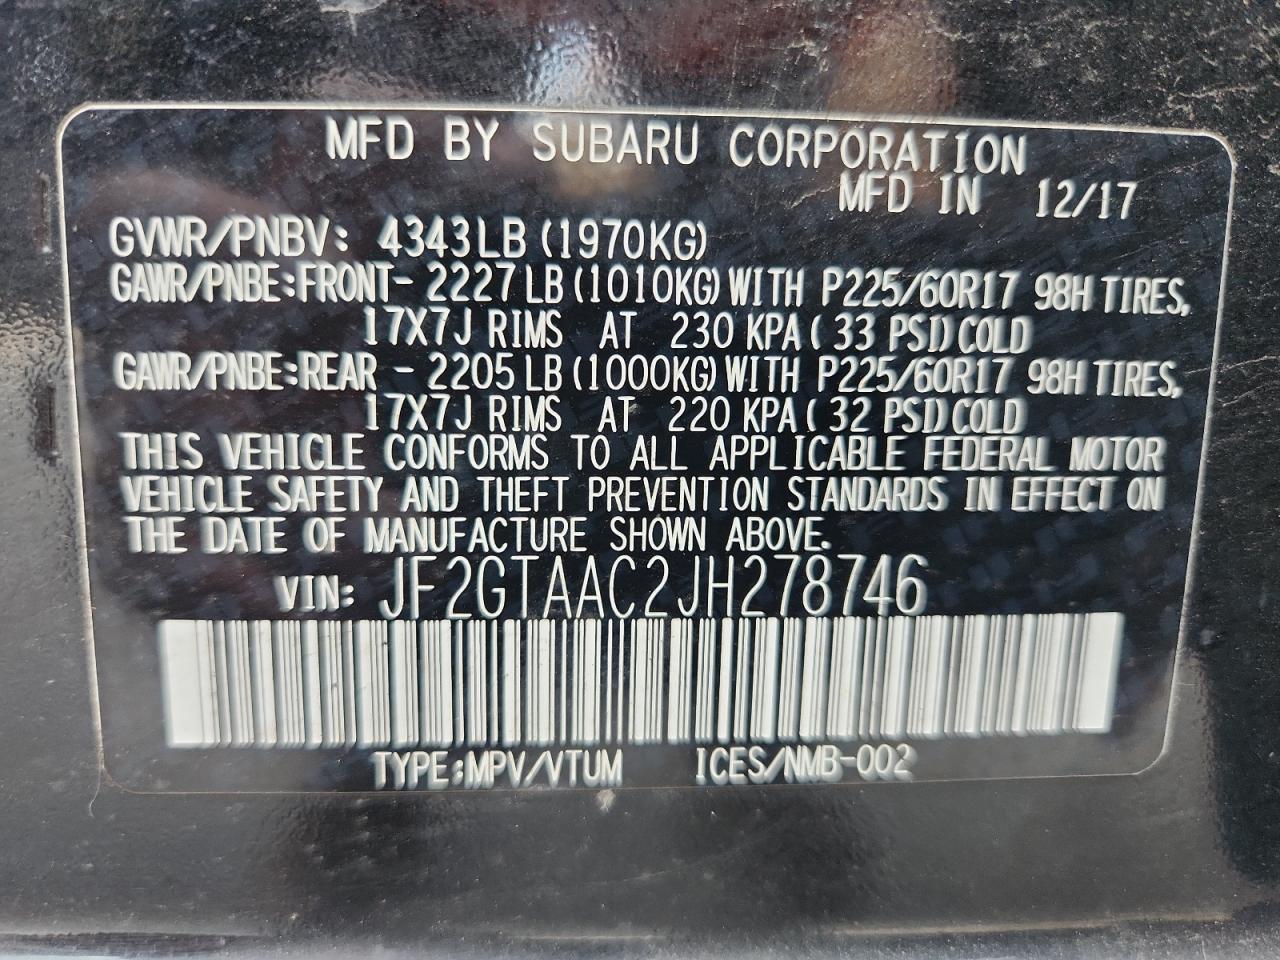 MFD BY SUBARU CORPORATION
MFD IN 12/17
GVWR/PNBV: 4343LB (1970KG)
GAWR/PNBE:FRONT- 2227LB (1010KG) WITH P225/60R17 98H TIRES,
17X7J RIMS AT 230 KPA ( 33 PSI) COLD
GAWR/PNBE:REAR - 2205LB (1000KG) WITH P225/60R17 98H TIRES,
17X7J RIMS AT 220 KPA ( 32 PSI) COLD
THIS VEHICLE CONFORMS TO ALL APPLICABLE FEDERAL MOTOR
VEHICLE SAFETY AND THEFT PREVENTION STANDARDS IN EFFECT ON
THE DATE OF MANUFACTURE SHOWN ABOVE.
VIN: JF2GTAAC2JH278746
TYPE:MPV/VTUM ICES/NMB-002